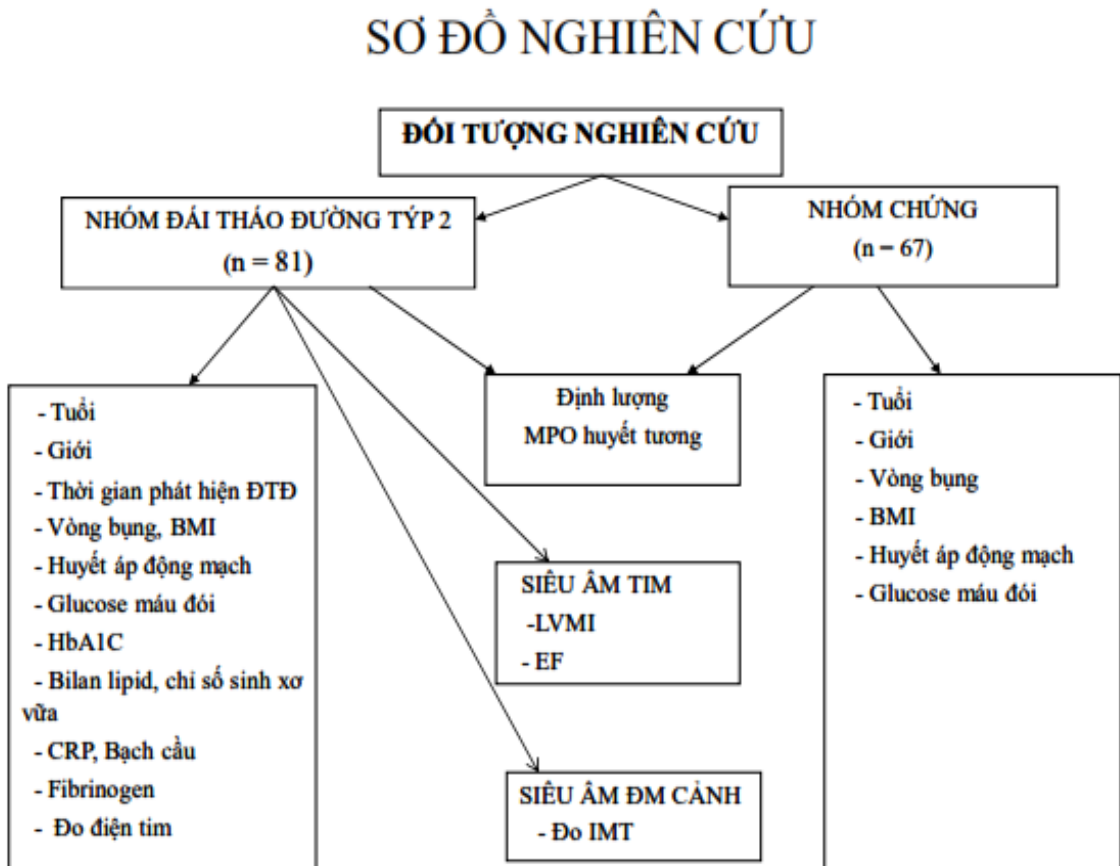 SƠ ĐỒ NGHIÊN CỨU
ĐỐI TƯỢNG NGHIÊN CỨU
NHÓM ĐÁI THÁO ĐƯỜNG TÝP 2
(n = 81)
NHÓM CHỨNG
(n = 67)
- Tuổi
- Giới
- Thời gian phát hiện ĐTĐ
- Vòng bụng, BMI
- Huyết áp động mạch
- Glucose máu đói
- HbA1C
- Bilan lipid, chỉ số sinh xơ
vữa
- CRP, Bạch cầu
- Fibrinogen
- Đo điện tim
Định lượng
MPO huyết tương
SIÊU ÂM TIM
-LVMI
- EF
SIÊU ÂM ĐM CẢNH
- Đo IMT
- Tuổi
- Giới
- Vòng bụng
- BMI
- Huyết áp động mạch
- Glucose máu đói